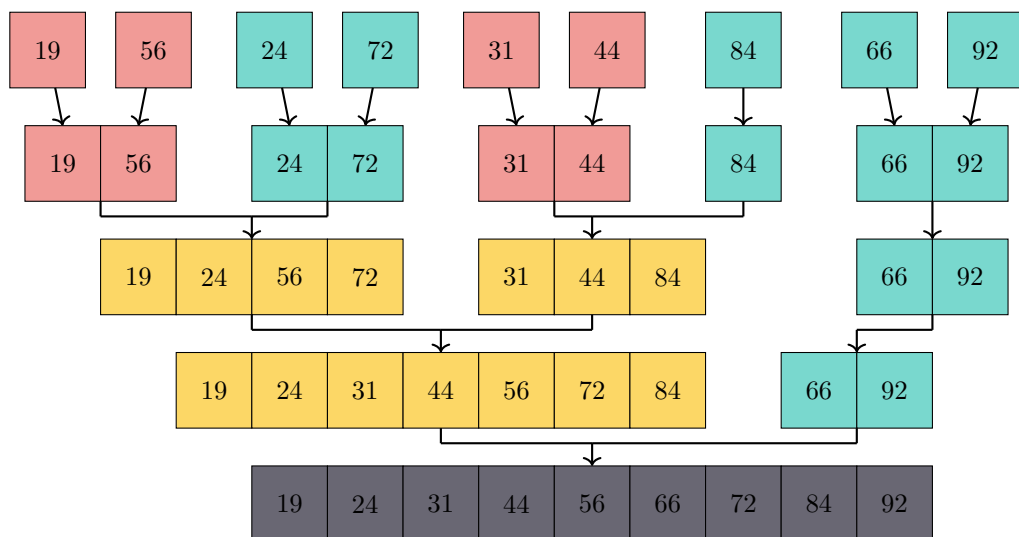 19 56 24 72 31 44 84 66 92
19 56 24 72 31 44 84 66 92
19 24 56 72 31 44 84 66 92
19 24 31 44 56 72 84 66 92
19 24 31 44 56 66 72 84 92